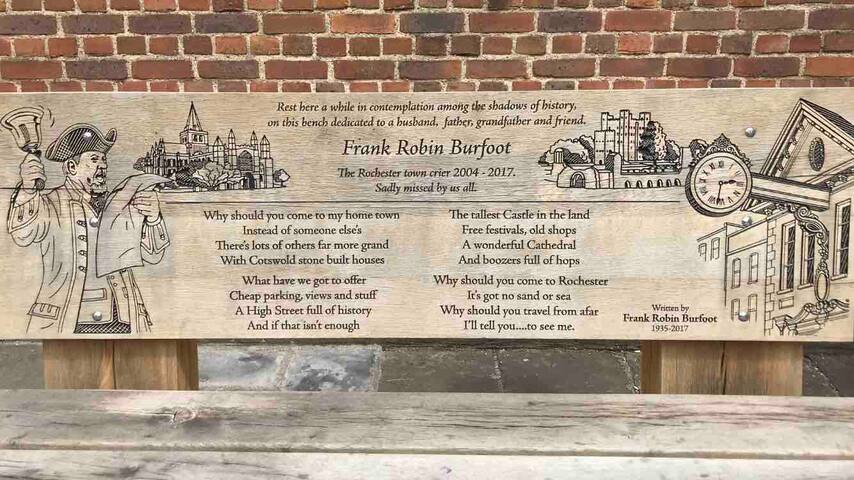 Rest here a while in contemplation among the shadows of history,
on this bench dedicated to a husband, father, grandfather and friend.
Frank Robin Burfoot
The Rochester town crier 2004 - 2017.
Sadly missed by us all.
Why should you come to my home town
Instead of someone else's
There's lots of others far more grand
With Cotswold stone built houses
What have we got to offer
Cheap parking, views and stuff
A High Street full of history
And if that isn't enough
The tallest Castle in the land
Free festivals, old shops
A wonderful Cathedral
And boozers full of hops
Why should you come to Rochester
It's got no sand or sea
Why should you travel from afar
I'll tell you....to see me.
Written by
Frank Robin Burfoot
1935-2017